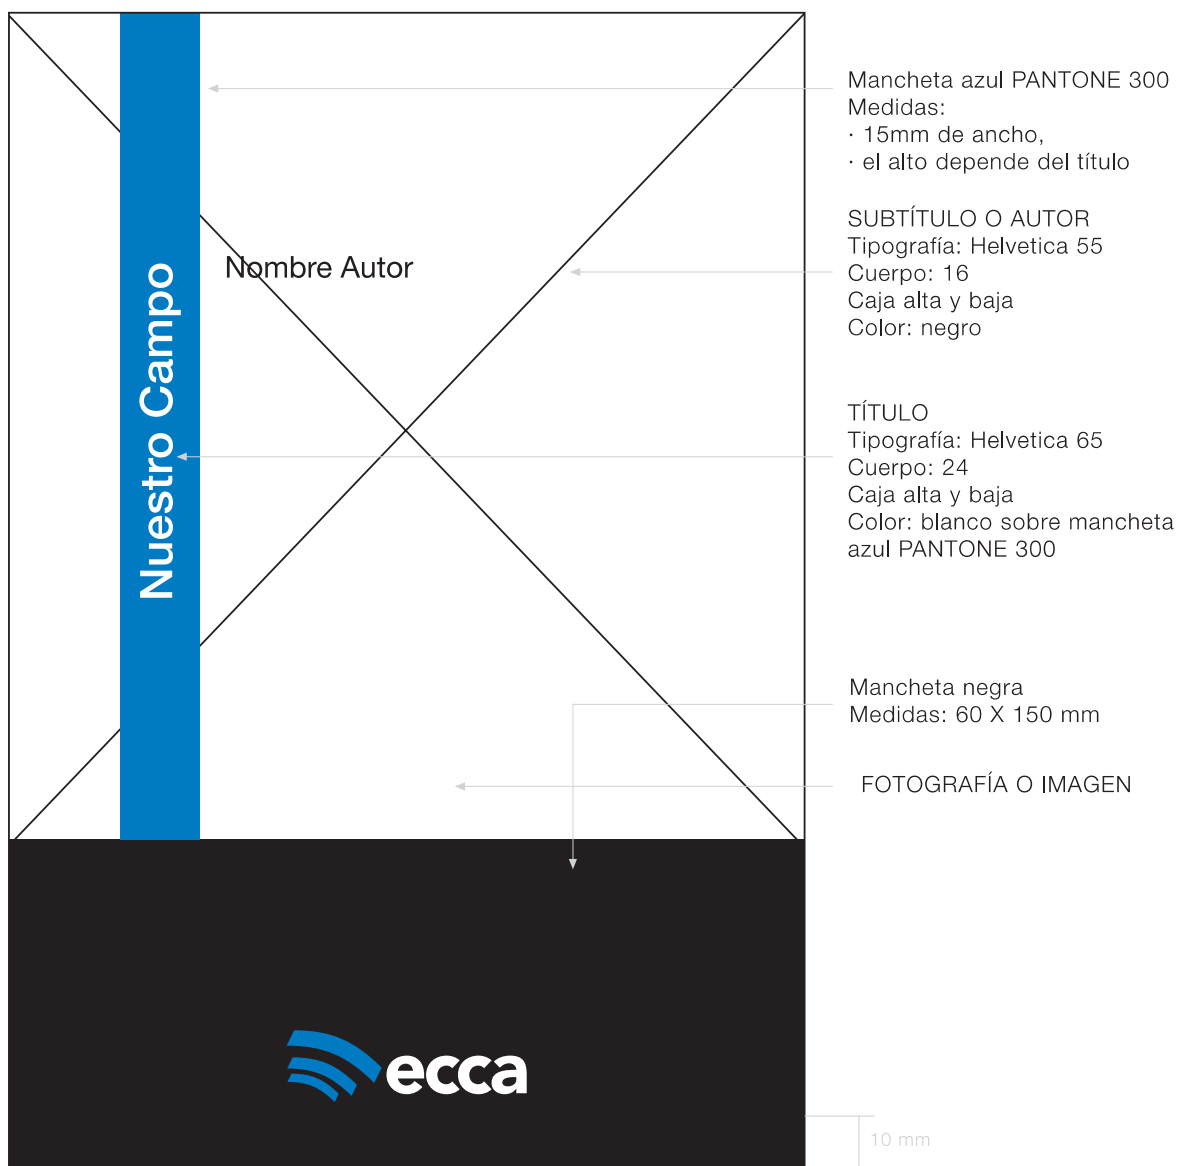 Mancheta azul PANTONE 300
Medidas:
· 15mm de ancho,
· el alto depende del título
SUBTÍTULO O AUTOR
Tipografía: Helvetica 55
Cuerpo: 16
Caja alta y baja
Color: negro
Nombre Autor
Nuestro Campo
TÍTULO
Tipografía: Helvetica 65
Cuerpo: 24
Caja alta y baja
Color: blanco sobre mancheta
azul PANTONE 300
Mancheta negra
Medidas: 60 X 150 mm
FOTOGRAFÍA O IMAGEN
ecca
10 mm